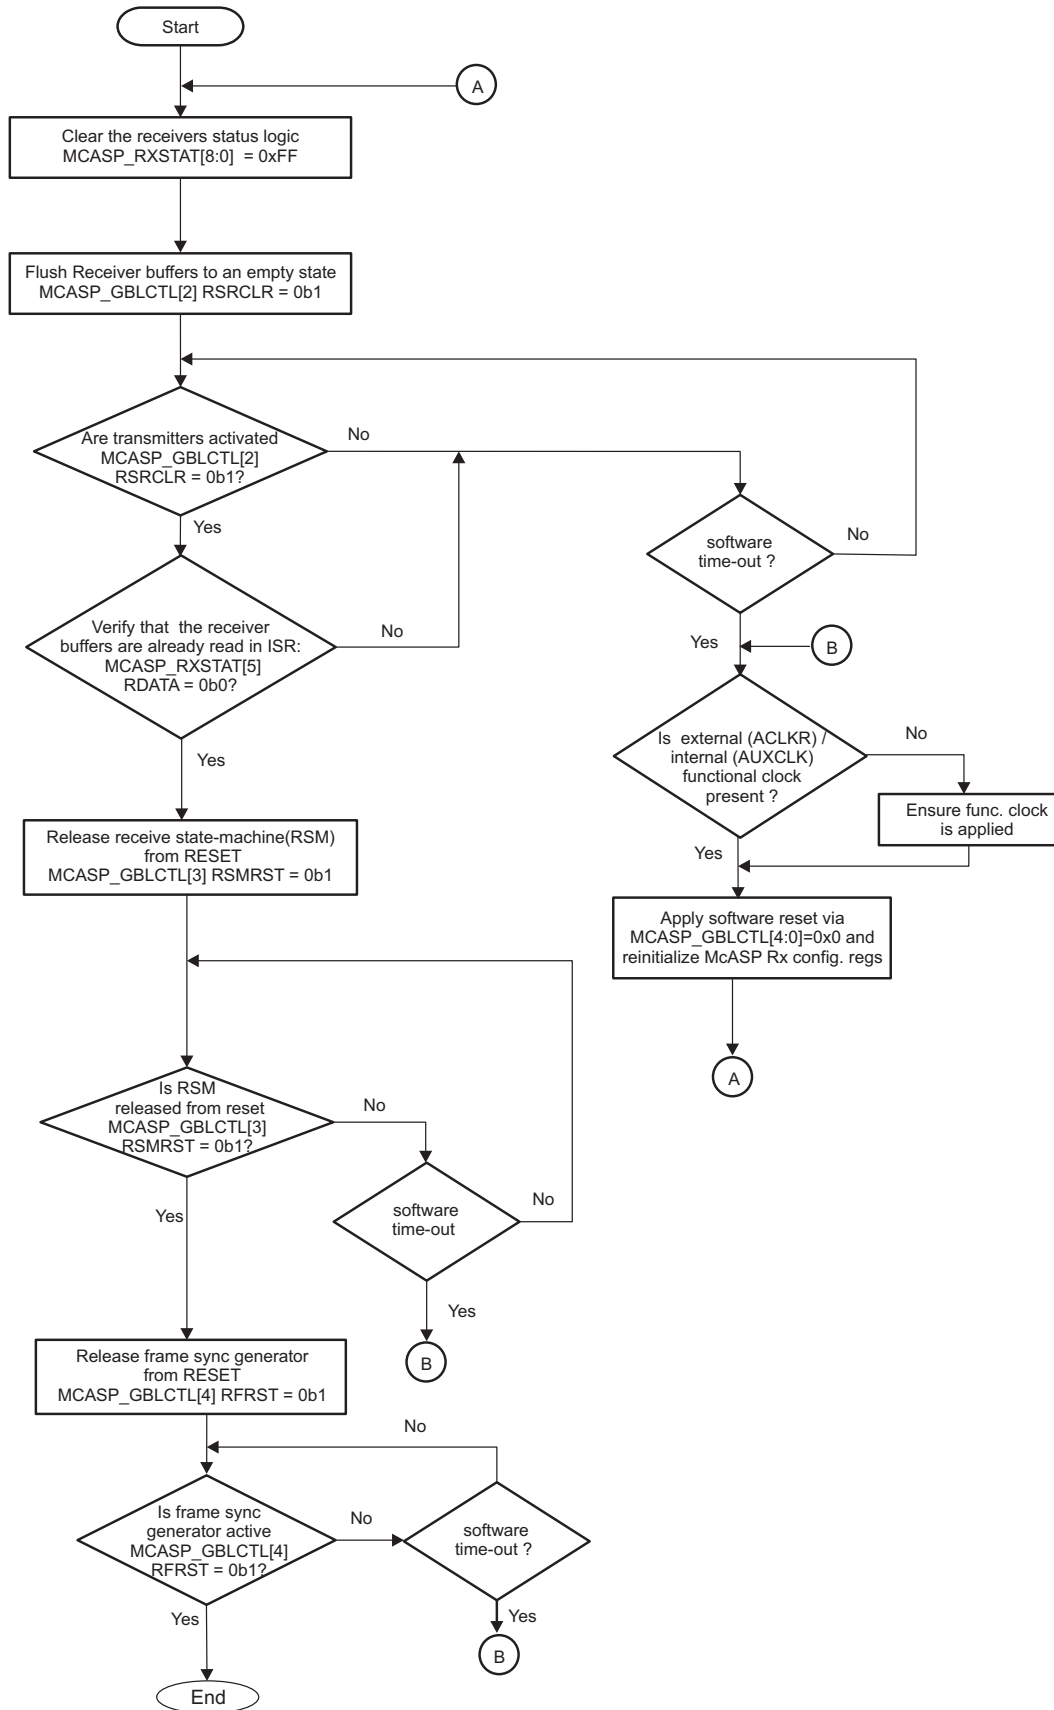 Start
A
Clear the receivers status logic
MCASP_RXSTAT[8:0] = 0xFF
Flush Receiver buffers to an empty state
MCASP_GBLCTL[2] RSRCLR = 0b1
Are transmitters activated
MCASP_GBLCTL[2]
RSRCLR = 0b1?
No
Yes
software
time-out ?
No
Verify that the receiver
buffers are already read in ISR:
MCASP_RXSTAT[5]
RDATA = 0b0?
No
Yes
Yes
B
Is external (ACLKR) /
internal (AUXCLK)
functional clock
present ?
No
Ensure func. clock
is applied
Yes
Release receive state-machine(RSM)
from RESET
MCASP_GBLCTL[3] RSMRST = 0b1
Apply software reset via
MCASP_GBLCTL[4:0]=0x0 and
reinitialize McASP Rx config. regs
A
Is RSM
released from reset
MCASP_GBLCTL[3]
RSMRST = 0b1?
No
Yes
software
time-out
No
Yes
B
Release frame sync generator
from RESET
MCASP_GBLCTL[4] RFRST = 0b1
No
Is frame sync
generator active
MCASP_GBLCTL[4]
RFRST = 0b1?
No
software
time-out ?
Yes
Yes
B
End